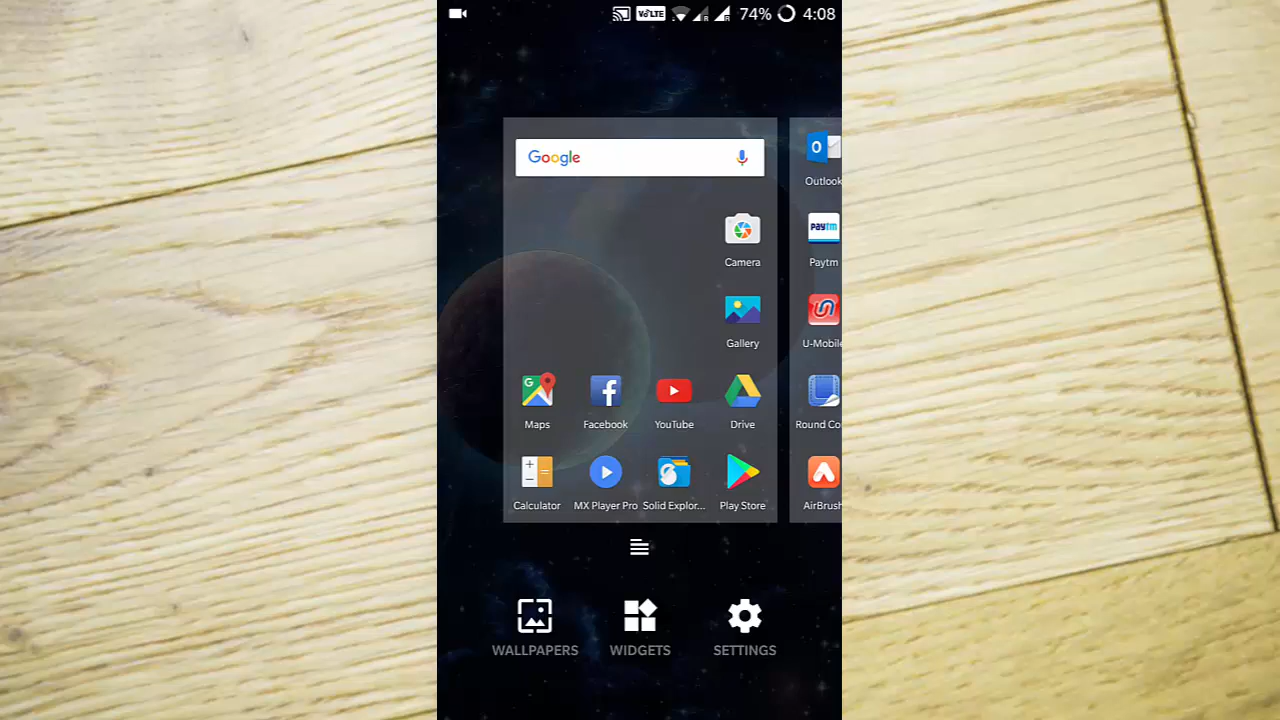 VoLTE R R 74% 4:08
Google
Outlook
Camera
Paytm
Paytm
Gallery
U-Mobile
G
Maps
Facebook
YouTube
Drive
Round Co
Calculator
MX Player Pro
Solid Explor...
Play Store
AirBrush
WALLPAPERS
WIDGETS
SETTINGS